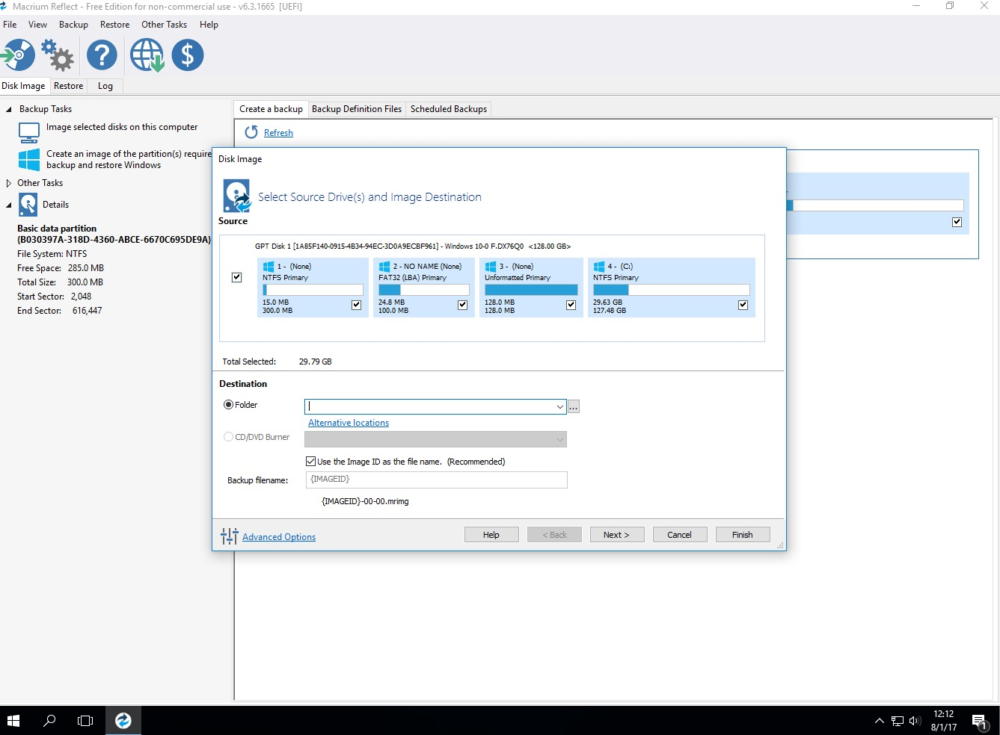 Macrium Reflect - Free Edition for non-commercial use - v6.3.1665  [UEFI]
File View Backup Restore Other Tasks Help
Disk Image Restore Log
Backup Tasks
Image selected disks on this computer
Create an image of the partition(s) require
backup and restore Windows
Other Tasks
Details
Basic data partition
{B030397A-318D-4360-ABCE-6670C695DE9A}
File System: NTFS
Free Space: 285.0 MB
Total Size: 300.0 MB
Start Sector: 2,048
End Sector: 616,447
Create a backup Backup Definition Files Scheduled Backups
Refresh
Disk Image
Select Source Drive(s) and Image Destination
Source
GPT Disk 1 [1A85F140-0915-4B34-94EC-3D0A9ECBF961] - Windows 10-0 F.DX76Q0 <128.00 GB>
1 - (None)
NTFS Primary
15.0 MB
300.0 MB
2 - NO NAME (None)
FAT32 (LBA) Primary
24.8 MB
100.0 MB
3 - (None)
Unformatted Primary
128.0 MB
128.0 MB
4 - (C:)
NTFS Primary
29.63 GB
127.48 GB
Total Selected: 29.79 GB
Destination
Folder
...
Alternative locations
CD/DVD Burner
Use the Image ID as the file name. (Recommended)
Backup filename: {IMAGEID}
{IMAGEID}-00-00.mrimg
Advanced Options
Help < Back Next > Cancel Finish
12:12
8/1/17
1